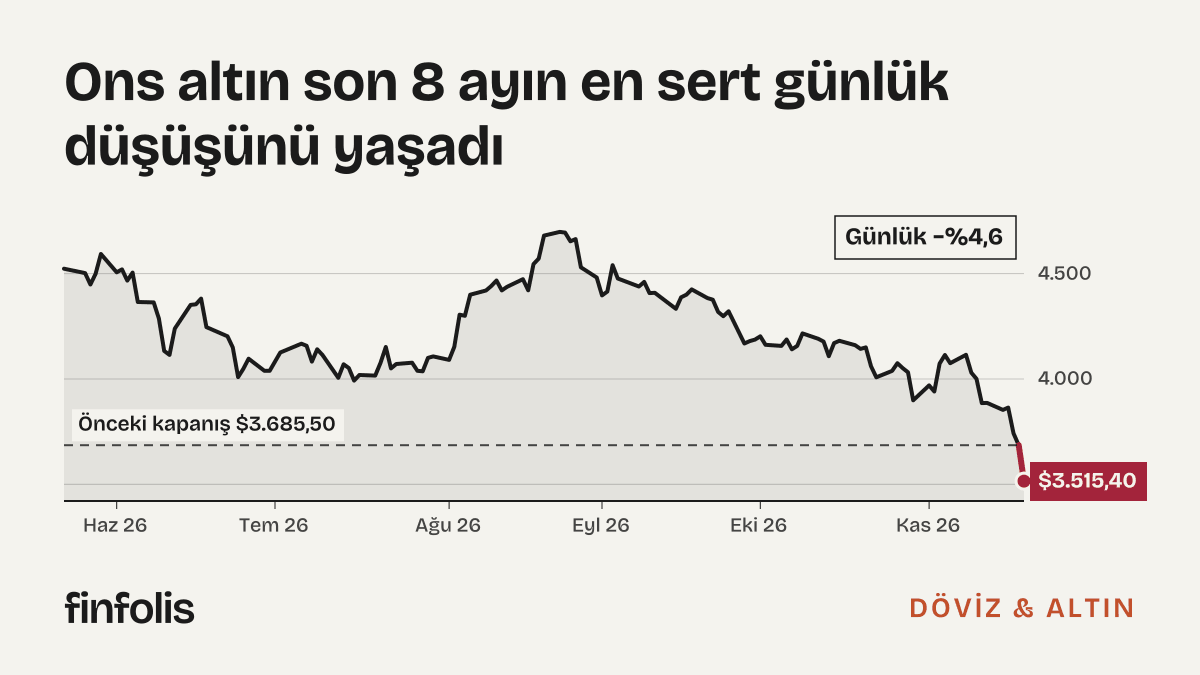 Ons altın son 8 ayın en sert günlük
düşüşünü yaşadı
Günlük −%4,6
4.500
4.000
Önceki kapanış $3.685,50
$3.515,40
Haz 26
Tem 26
Ağu 26
Eyl 26
Eki 26
Kas 26
finfolis
DÖVİZ & ALTIN